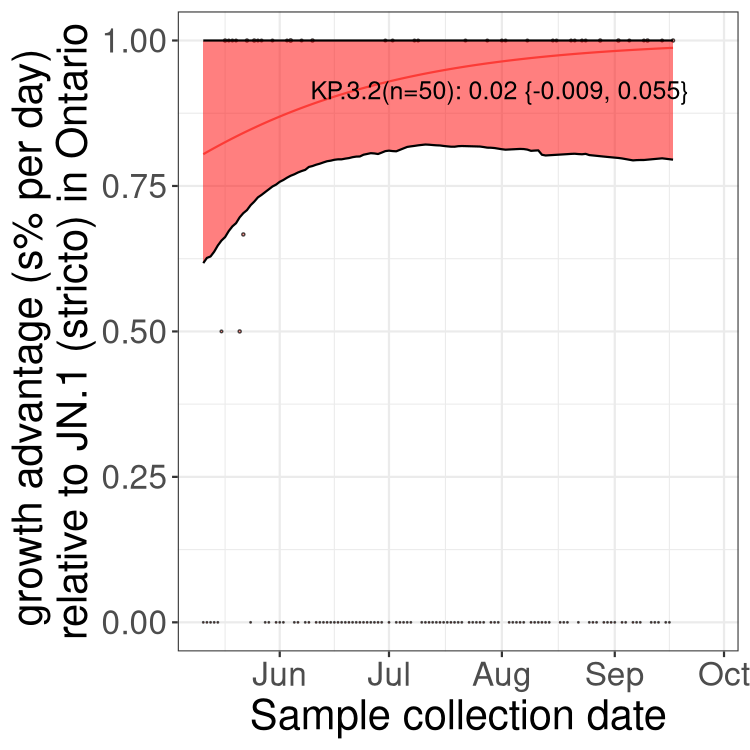 growth advantage (s% per day)
relative to JN.1 (stricto) in Ontario
1.00
0.75
0.50
0.25
0.00
KP.3.2(n=50): 0.02 {-0.009, 0.055}
Jun Jul Aug Sep Oct
Sample collection date